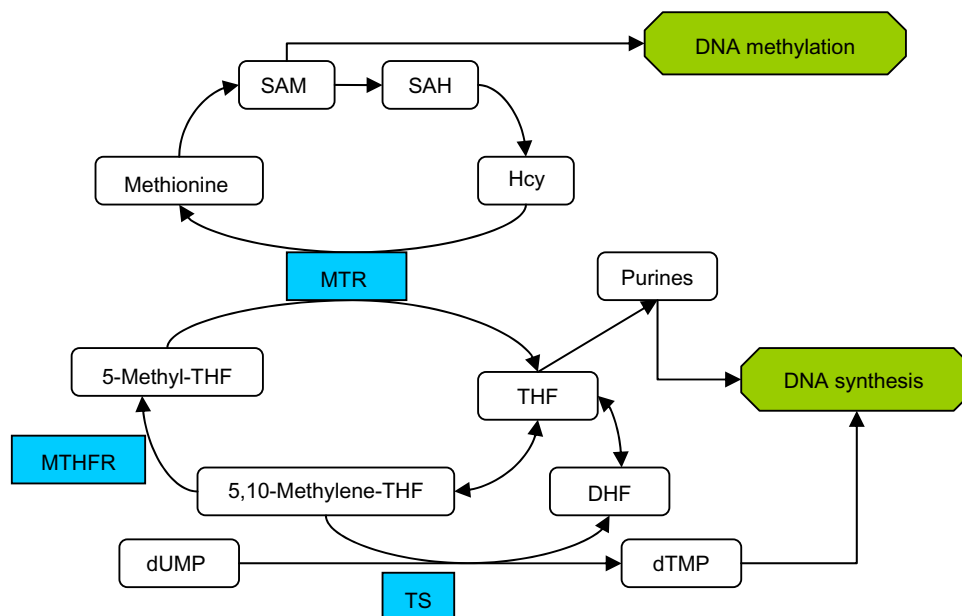 DNA methylation
SAM
SAH
Methionine
Hcy
MTR
Purines
5-Methyl-THF
THF
DNA synthesis
MTHFR
5,10-Methylene-THF
DHF
dUMP
dTMP
TS